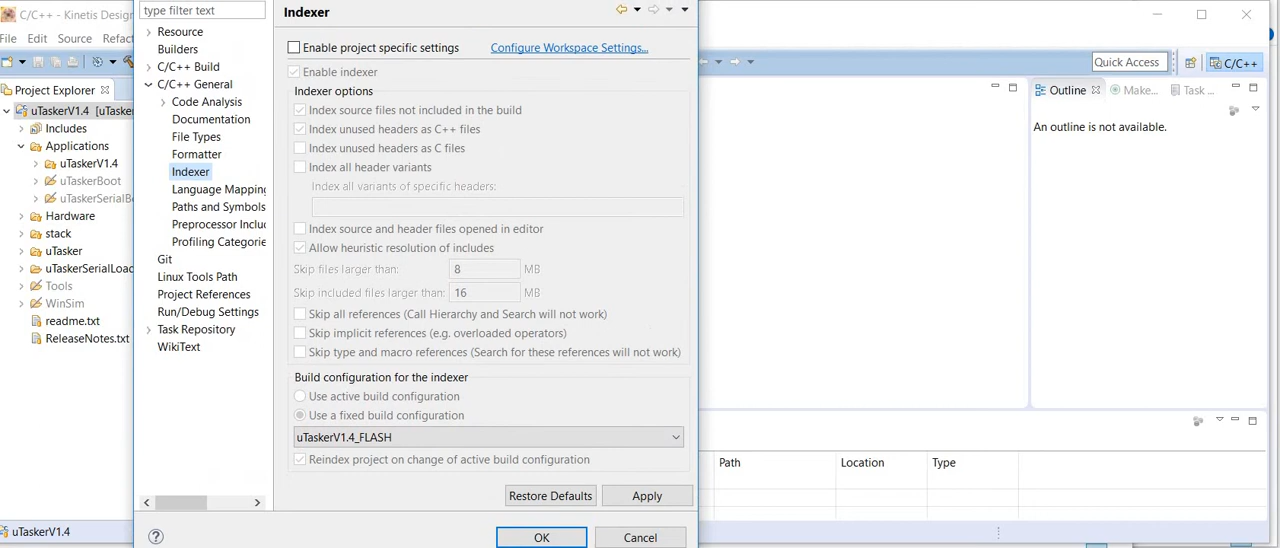 C/C++ - Kinetis Desig
File Edit Source Refact
Quick Access
C/C++
Project Explorer
uTaskerV1.4 [uTaske
Includes
Applications
uTaskerV1.4
uTaskerBoot
uTaskerSerialBo
Hardware
stack
uTasker
uTaskerSerialLoad
Tools
WinSim
readme.txt
ReleaseNotes.txt
uTaskerV1.4
type filter text
Resource
Builders
C/C++ Build
C/C++ General
Code Analysis
Documentation
File Types
Formatter
Indexer
Language Mapping
Paths and Symbols
Preprocessor Inclu
Profiling Categorie
Git
Linux Tools Path
Project References
Run/Debug Settings
Task Repository
WikiText
Indexer
Enable project specific settings
Configure Workspace Settings...
Enable indexer
Indexer options
Index source files not included in the build
Index unused headers as C++ files
Index unused headers as C files
Index all header variants
Index all variants of specific headers:
Index source and header files opened in editor
Allow heuristic resolution of includes
Skip files larger than: 8 MB
Skip included files larger than: 16 MB
Skip all references (Call Hierarchy and Search will not work)
Skip implicit references (e.g. overloaded operators)
Skip type and macro references (Search for these references will not work)
Build configuration for the indexer
Use active build configuration
Use a fixed build configuration
uTaskerV1.4_FLASH
Reindex project on change of active build configuration
Restore Defaults Apply
OK Cancel
Outline Make... Task ...
An outline is not available.
Path Location Type